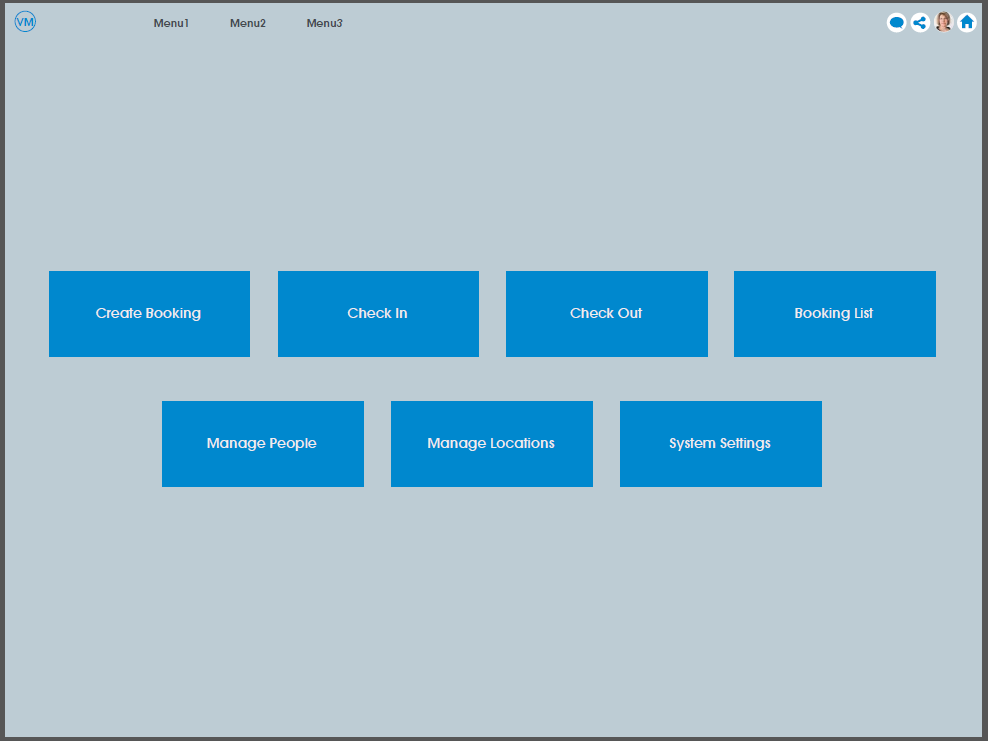 VM Menu1 Menu2 Menu3
Create Booking Check In Check Out Booking List
Manage People Manage Locations System Settings